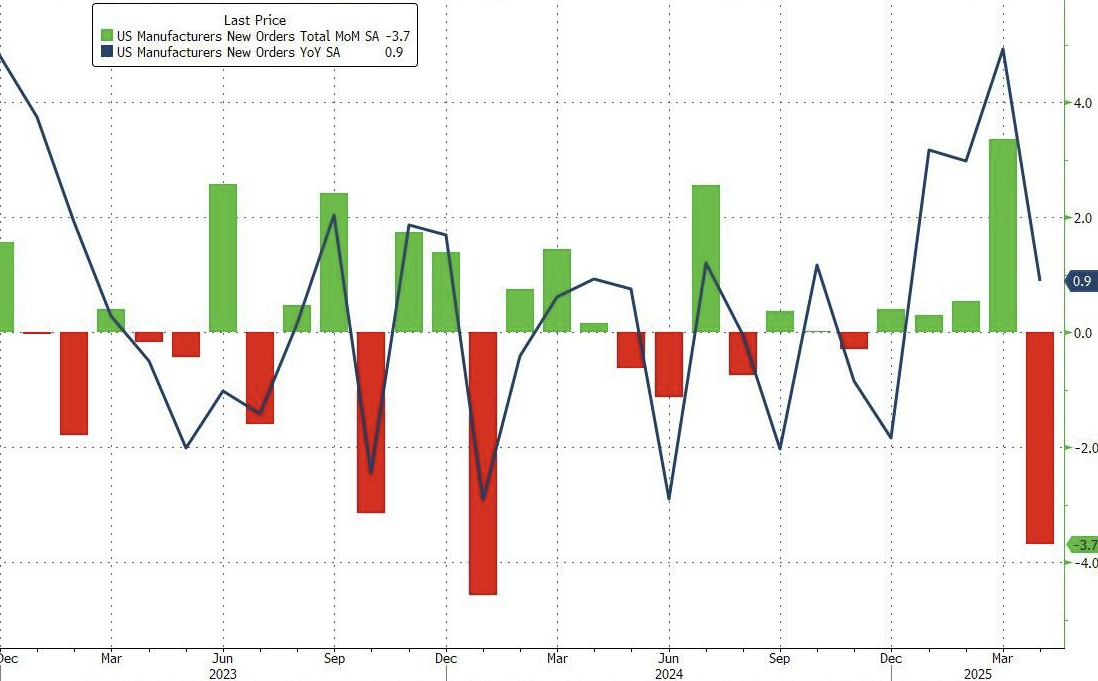 Last Price
US Manufacturers New Orders Total MoM SA -3.7
US Manufacturers New Orders YoY SA 0.9
4.0
2.0
0.9
0.0
-2.0
-3.7
-4.0
Dec Mar Jun Sep Dec Mar Jun Sep Dec Mar
2023 2024 2025